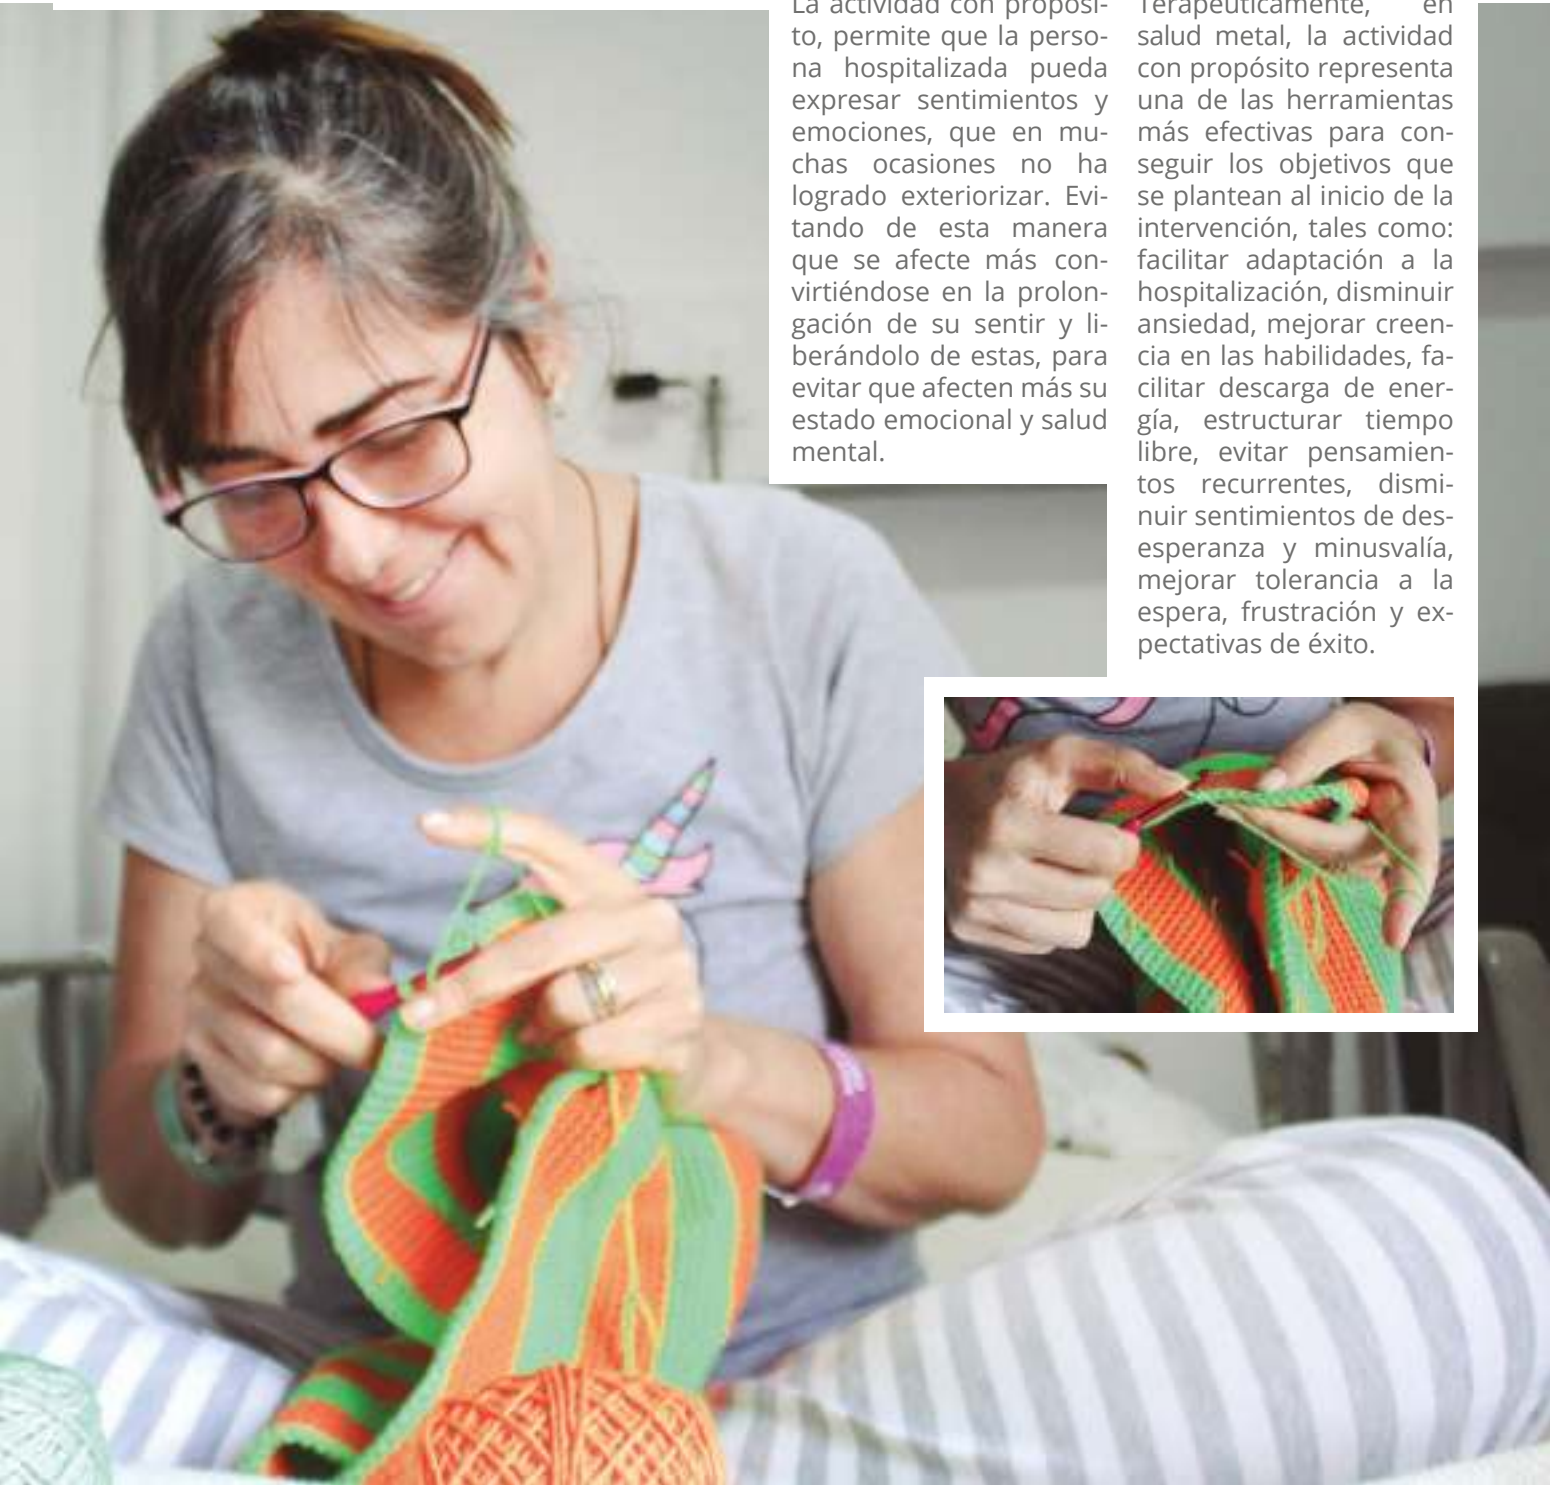 La actividad con propósi-
to, permite que la perso-
na hospitalizada pueda
expresar sentimientos y
emociones, que en mu-
chas ocasiones no ha
logrado exteriorizar. Evi-
tando de esta manera
que se afecte más con-
virtiéndose en la prolon-
gación de su sentir y li-
berándolo de estas, para
evitar que afecten más su
estado emocional y salud
mental.
Terapéuticamente, en
salud metal, la actividad
con propósito representa
una de las herramientas
más efectivas para con-
seguir los objetivos que
se plantean al inicio de la
intervención, tales como:
facilitar adaptación a la
hospitalización, disminuir
ansiedad, mejorar creen-
cia en las habilidades, fa-
cilitar descarga de ener-
gía, estructurar tiempo
libre, evitar pensamien-
tos recurrentes, dismi-
nuir sentimientos de des-
esperanza y minusvalía,
mejorar tolerancia a la
espera, frustración y ex-
pectativas de éxito.